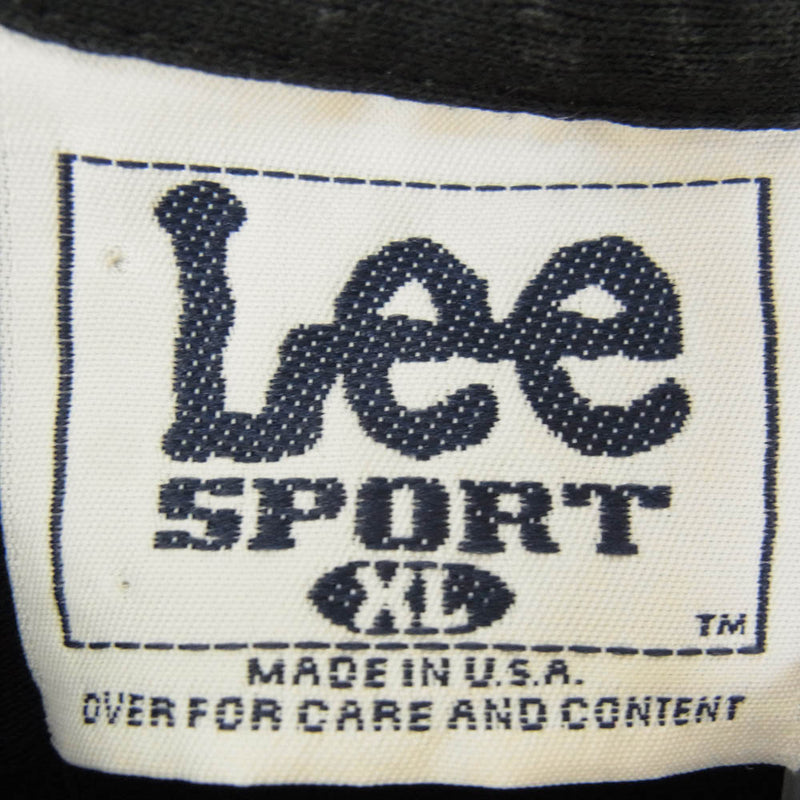 Lee
SPORT
XL
TM
MADE IN U.S.A.
OVER FOR CARE AND CONTENT